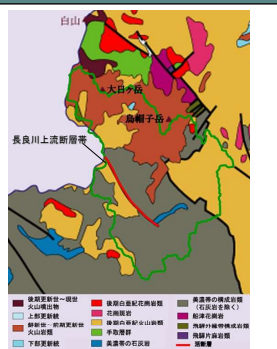 白山
大日ヶ岳
烏帽子岳
長良川上流断層帯
後期更新世～現世
火山噴出物
上部更新統
鮮新世～前期更新世
火山岩類
下部更新統
後期白亜紀花崗岩類
花崗斑岩
後期白亜紀火山岩類
手取層群
美濃帯の石灰岩
美濃帯の構成岩類
(石灰岩を除く)
船津花崗岩
飛騨外縁帯構成岩類
飛騨片麻岩類
活断層